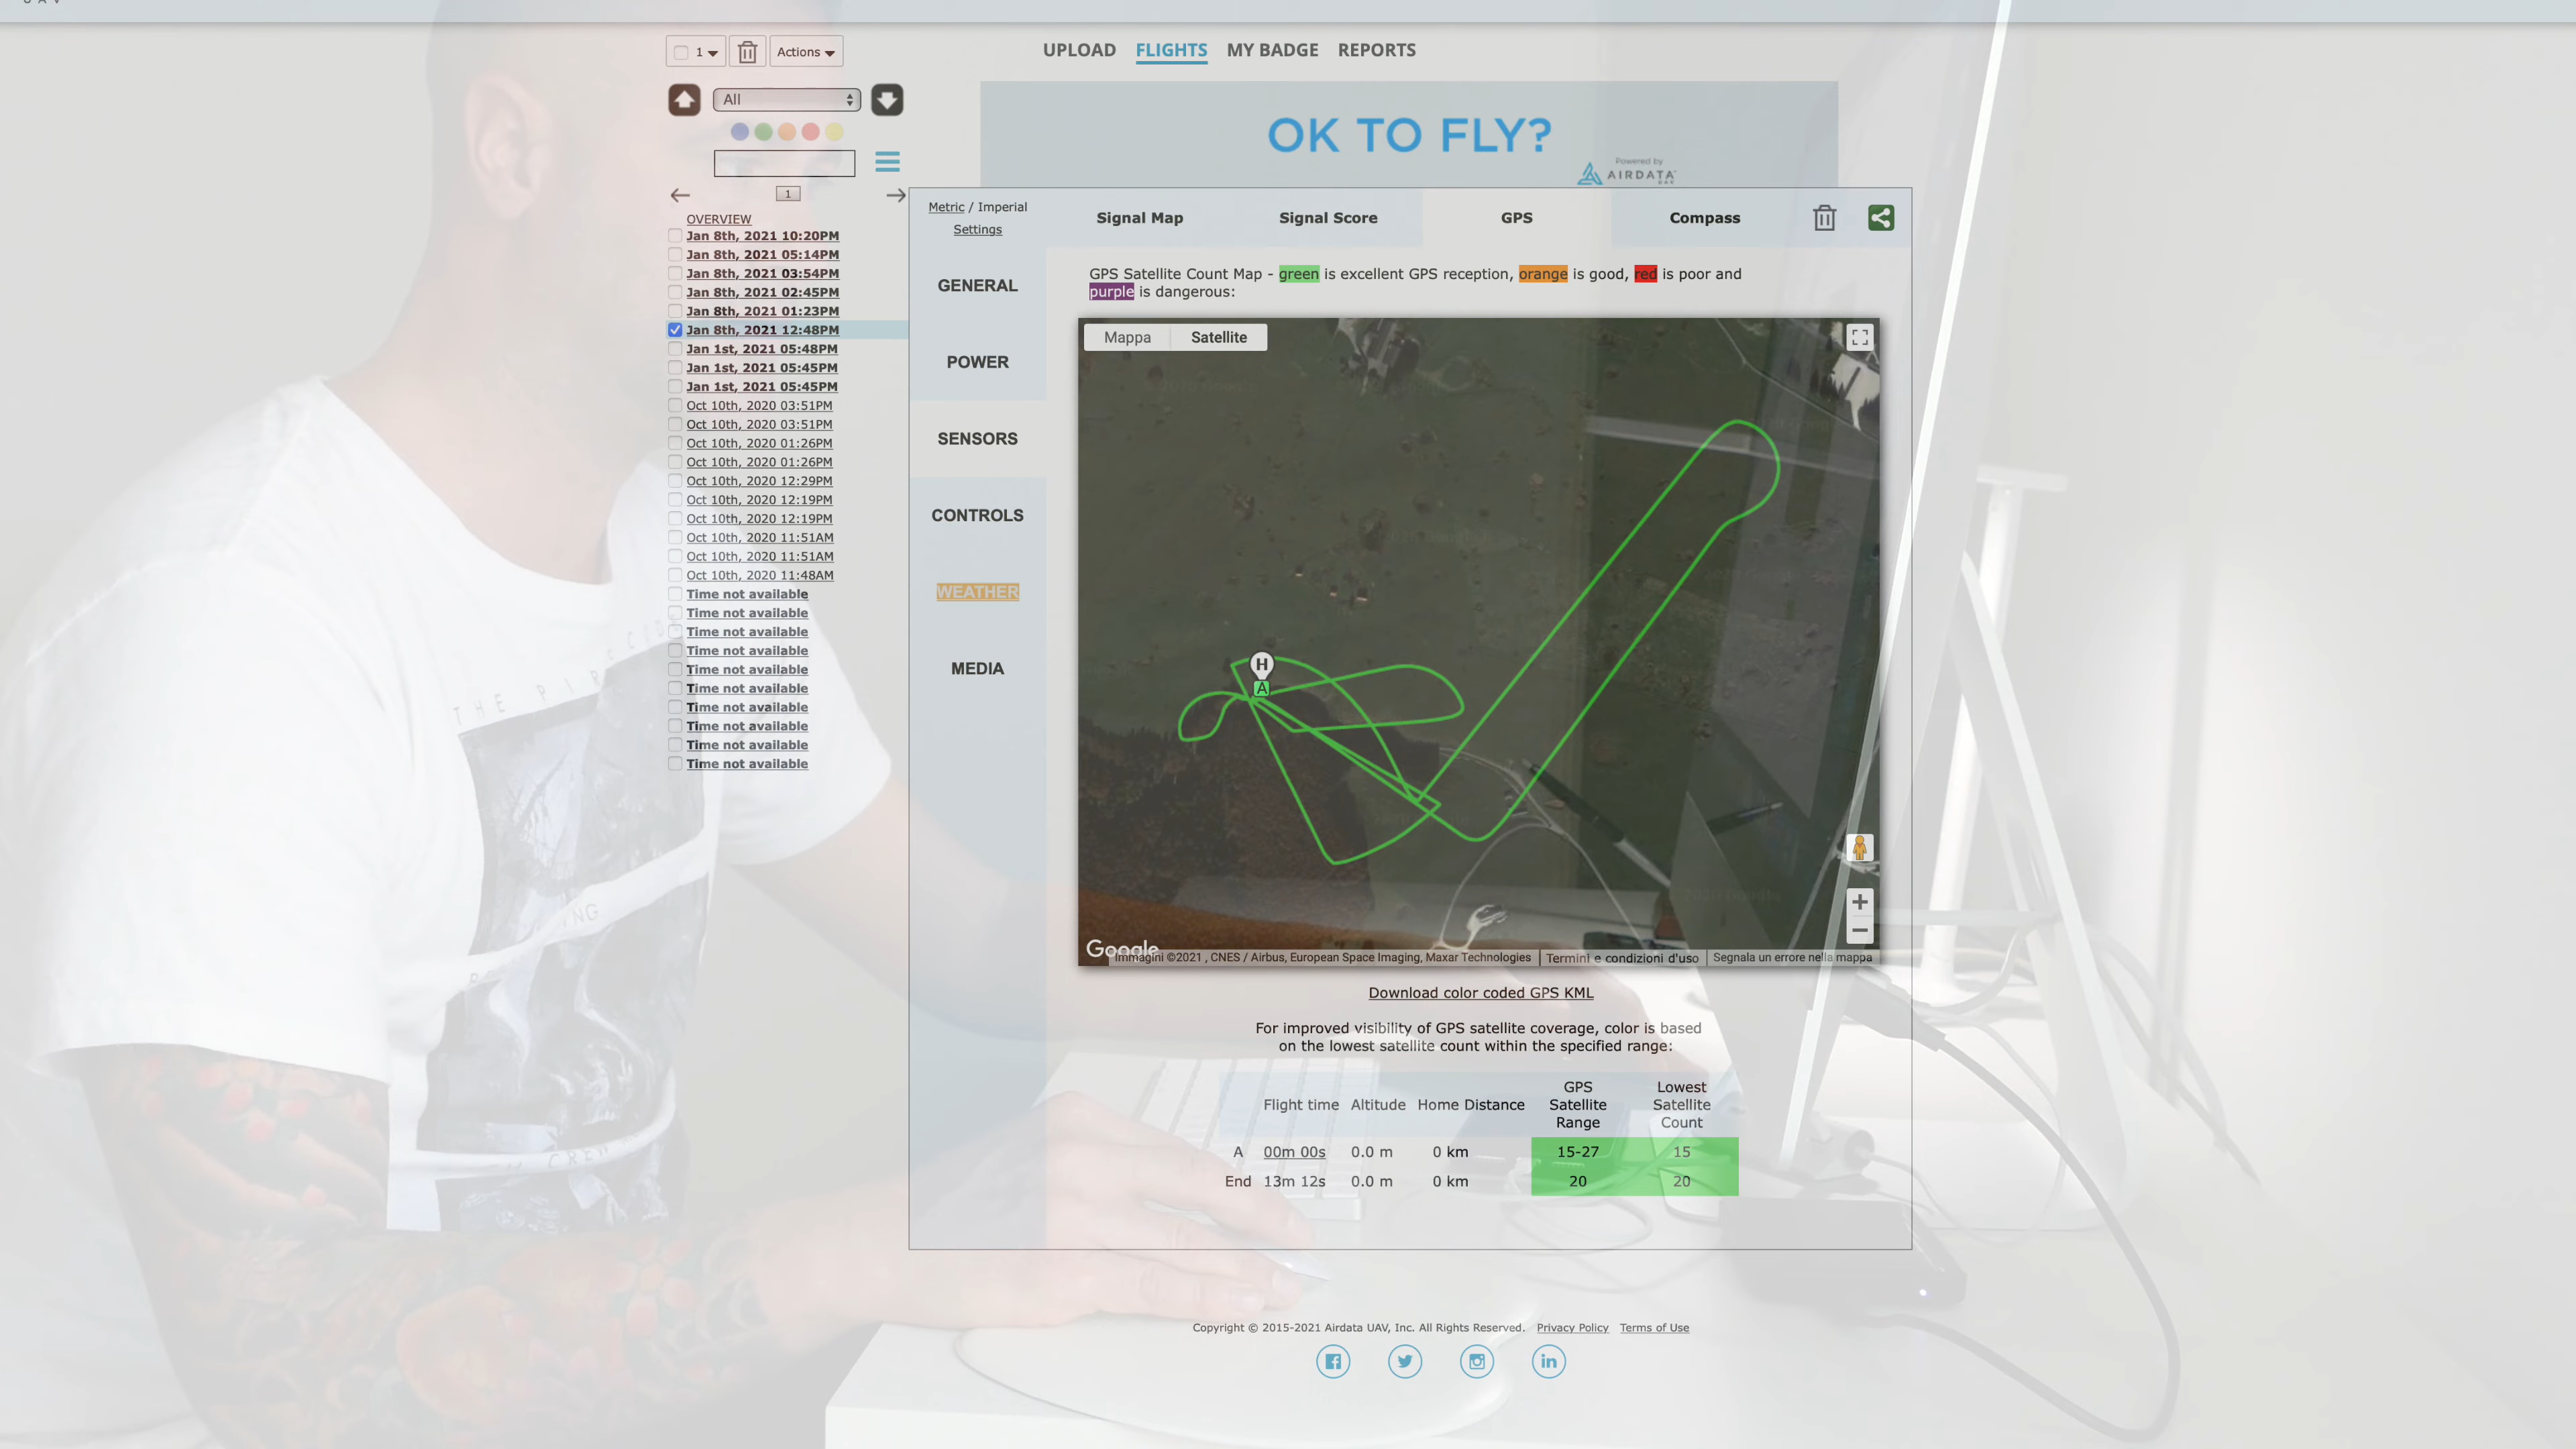 UAV
1
Actions
UPLOAD FLIGHTS MY BADGE REPORTS
All
OK TO FLY?
Powered by
AIRDATA
UAV
1
OVERVIEW
Jan 8th, 2021 10:20PM
Jan 8th, 2021 05:14PM
Jan 8th, 2021 03:54PM
Jan 8th, 2021 02:45PM
Jan 8th, 2021 01:23PM
Jan 8th, 2021 12:48PM
Jan 1st, 2021 05:48PM
Jan 1st, 2021 05:45PM
Jan 1st, 2021 05:45PM
Oct 10th, 2020 03:51PM
Oct 10th, 2020 03:51PM
Oct 10th, 2020 01:26PM
Oct 10th, 2020 01:26PM
Oct 10th, 2020 12:29PM
Oct 10th, 2020 12:19PM
Oct 10th, 2020 12:19PM
Oct 10th, 2020 11:51AM
Oct 10th, 2020 11:51AM
Oct 10th, 2020 11:48AM
Time not available
Time not available
Time not available
Time not available
Time not available
Time not available
Time not available
Time not available
Time not available
Time not available
Metric / Imperial
Settings
Signal Map
Signal Score
GPS
Compass
GENERAL
POWER
SENSORS
CONTROLS
WEATHER
MEDIA
GPS Satellite Count Map - green is excellent GPS reception, orange is good, red is poor and
purple is dangerous:
Mappa
Satellite
H
A
Google
Immagini ©2021 , CNES / Airbus, European Space Imaging, Maxar Technologies
Termini e condizioni d'uso
Segnala un errore nella mappa
Download color coded GPS KML
For improved visibility of GPS satellite coverage, color is based
on the lowest satellite count within the specified range:
Flight time Altitude Home Distance GPS Satellite Range Lowest Satellite Count
A 00m 00s 0.0 m 0 km 15-27 15
End 13m 12s 0.0 m 0 km 20 20
Copyright © 2015-2021 Airdata UAV, Inc. All Rights Reserved. Privacy Policy Terms of Use
THE
CREW